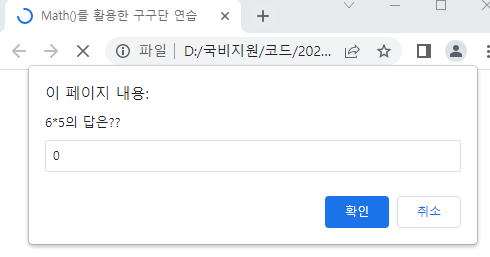 Math()를 활용한 구구단 연습
파일 D:/국비지원/코드/202...
이 페이지 내용:
6*5의 답은??
0
확인 취소